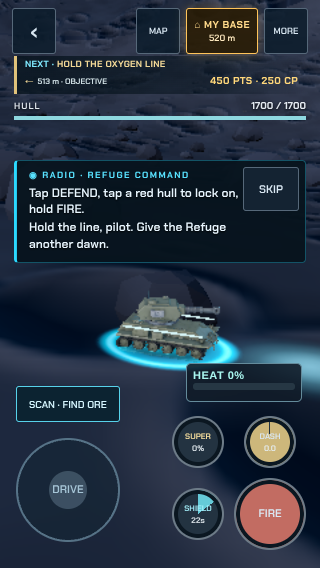 ‹
MAP
⌂ MY BASE
520 m
MORE
NEXT · HOLD THE OXYGEN LINE
← 513 m · OBJECTIVE
450 PTS · 250 CP
HULL
1700 / 1700
◉ RADIO · REFUGE COMMAND
SKIP
Tap DEFEND, tap a red hull to lock on,
hold FIRE.
Hold the line, pilot. Give the Refuge
another dawn.
HEAT 0%
SCAN · FIND ORE
SUPER
0%
DASH
0.0
DRIVE
SHIELD
22s
FIRE